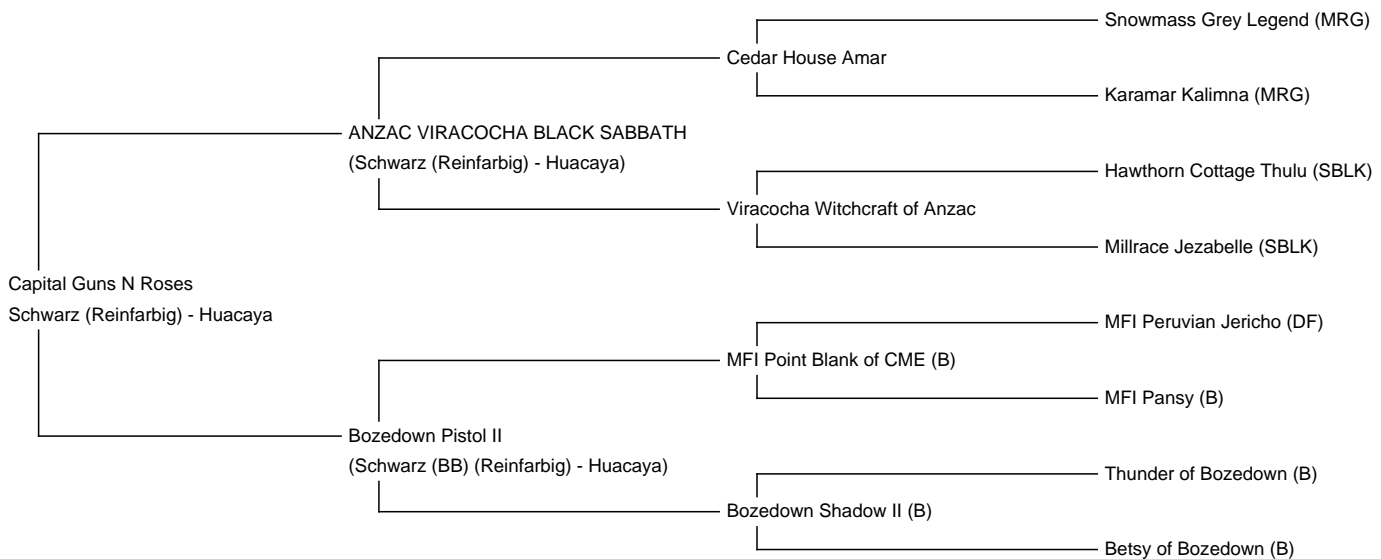 Snowmass Grey Legend (MRG)
Cedar House Amar
Karamar Kalimna (MRG)
ANZAC VIRACOCHA BLACK SABBATH
(Schwarz (Reinfarbig) - Huacaya)
Hawthorn Cottage Thulu (SBLK)
Viracocha Witchcraft of Anzac
Millrace Jezabelle (SBLK)
Capital Guns N Roses
Schwarz (Reinfarbig) - Huacaya
MFI Peruvian Jericho (DF)
MFI Point Blank of CME (B)
MFI Pansy (B)
Bozedown Pistol II
(Schwarz (BB) (Reinfarbig) - Huacaya)
Thunder of Bozedown (B)
Bozedown Shadow II (B)
Betsy of Bozedown (B)